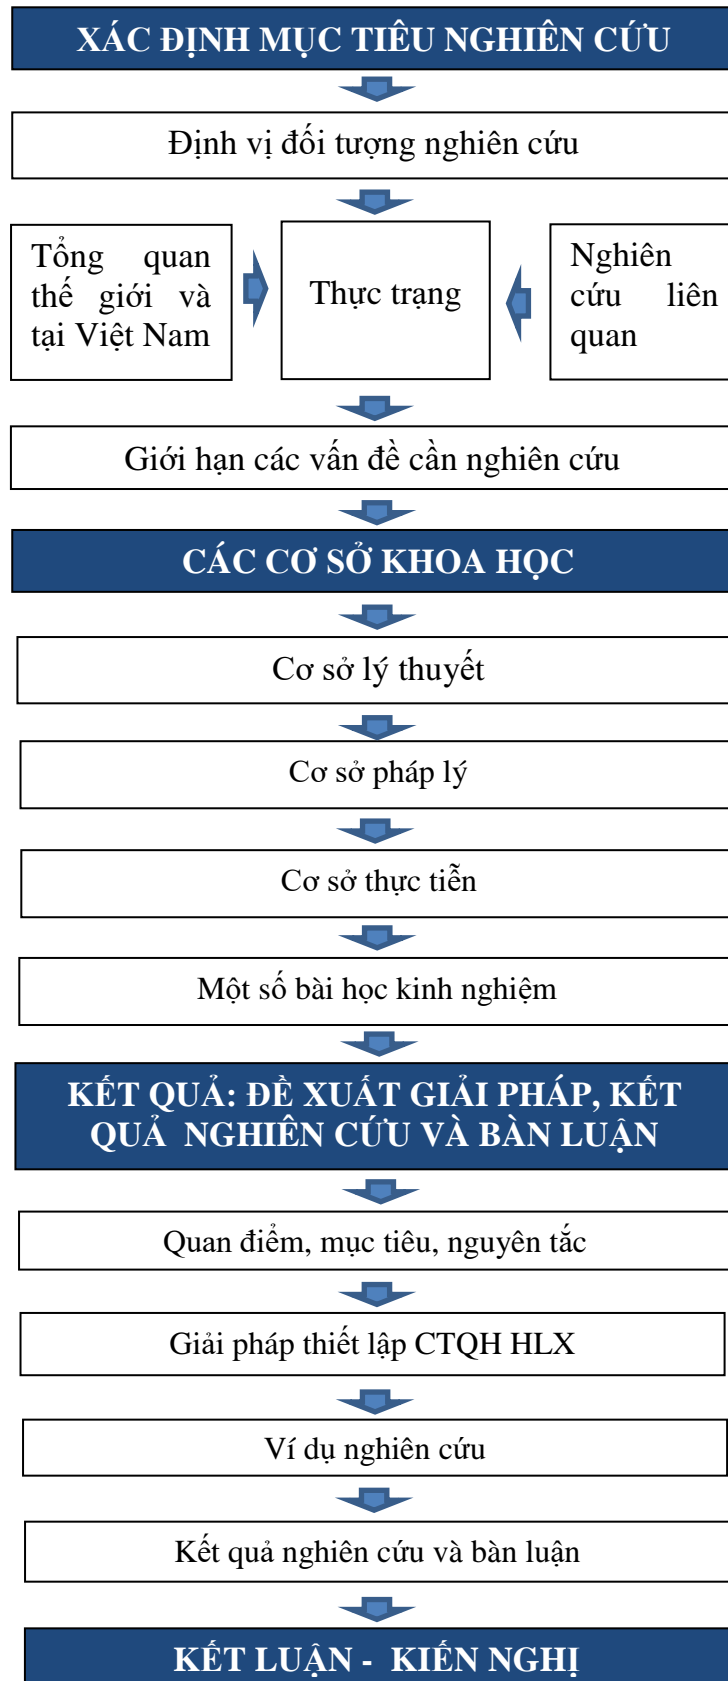 XÁC ĐỊNH MỤC TIÊU NGHIÊN CỨU
Định vị đối tượng nghiên cứu
Tổng quan
thế giới và
tại Việt Nam
Thực trạng
Nghiên
cứu liên
quan
Giới hạn các vấn đề cần nghiên cứu
CÁC CƠ SỞ KHOA HỌC
Cơ sở lý thuyết
Cơ sở pháp lý
Cơ sở thực tiễn
Một số bài học kinh nghiệm
KẾT QUẢ: ĐỀ XUẤT GIẢI PHÁP, KẾT
QUẢ NGHIÊN CỨU VÀ BÀN LUẬN
Quan điểm, mục tiêu, nguyên tắc
Giải pháp thiết lập CTQH HLX
Ví dụ nghiên cứu
Kết quả nghiên cứu và bàn luận
KẾT LUẬN - KIẾN NGHỊ